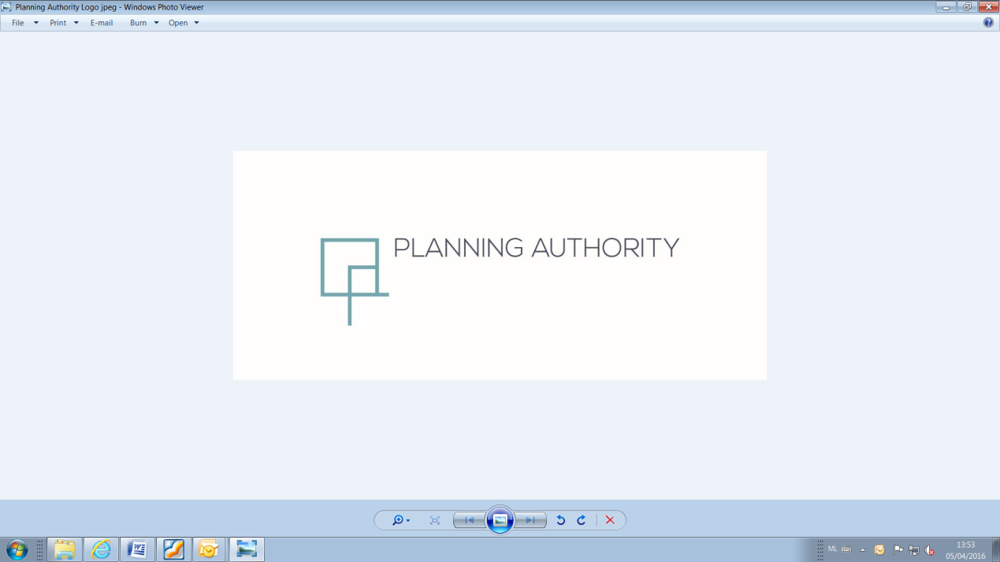 Planning Authority Logo jpeg - Windows Photo Viewer
File Print E-mail Burn Open
PLANNING AUTHORITY
ML
13:53
05/04/2016